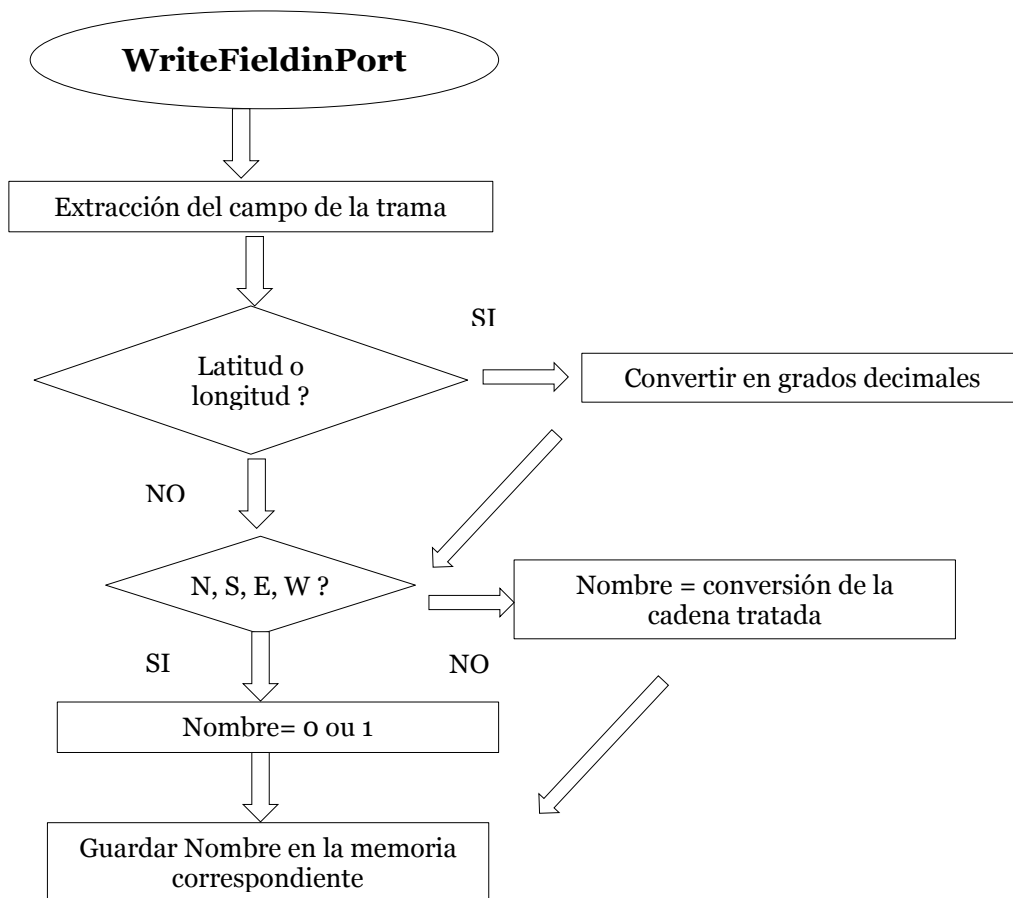 WriteFieldinPort
Extracción del campo de la trama
SI
Latitud o
longitud ?
Convertir en grados decimales
NO
N, S, E, W ?
Nombre = conversión de la
cadena tratada
SI
NO
Nombre= 0 ou 1
Guardar Nombre en la memoria
correspondiente